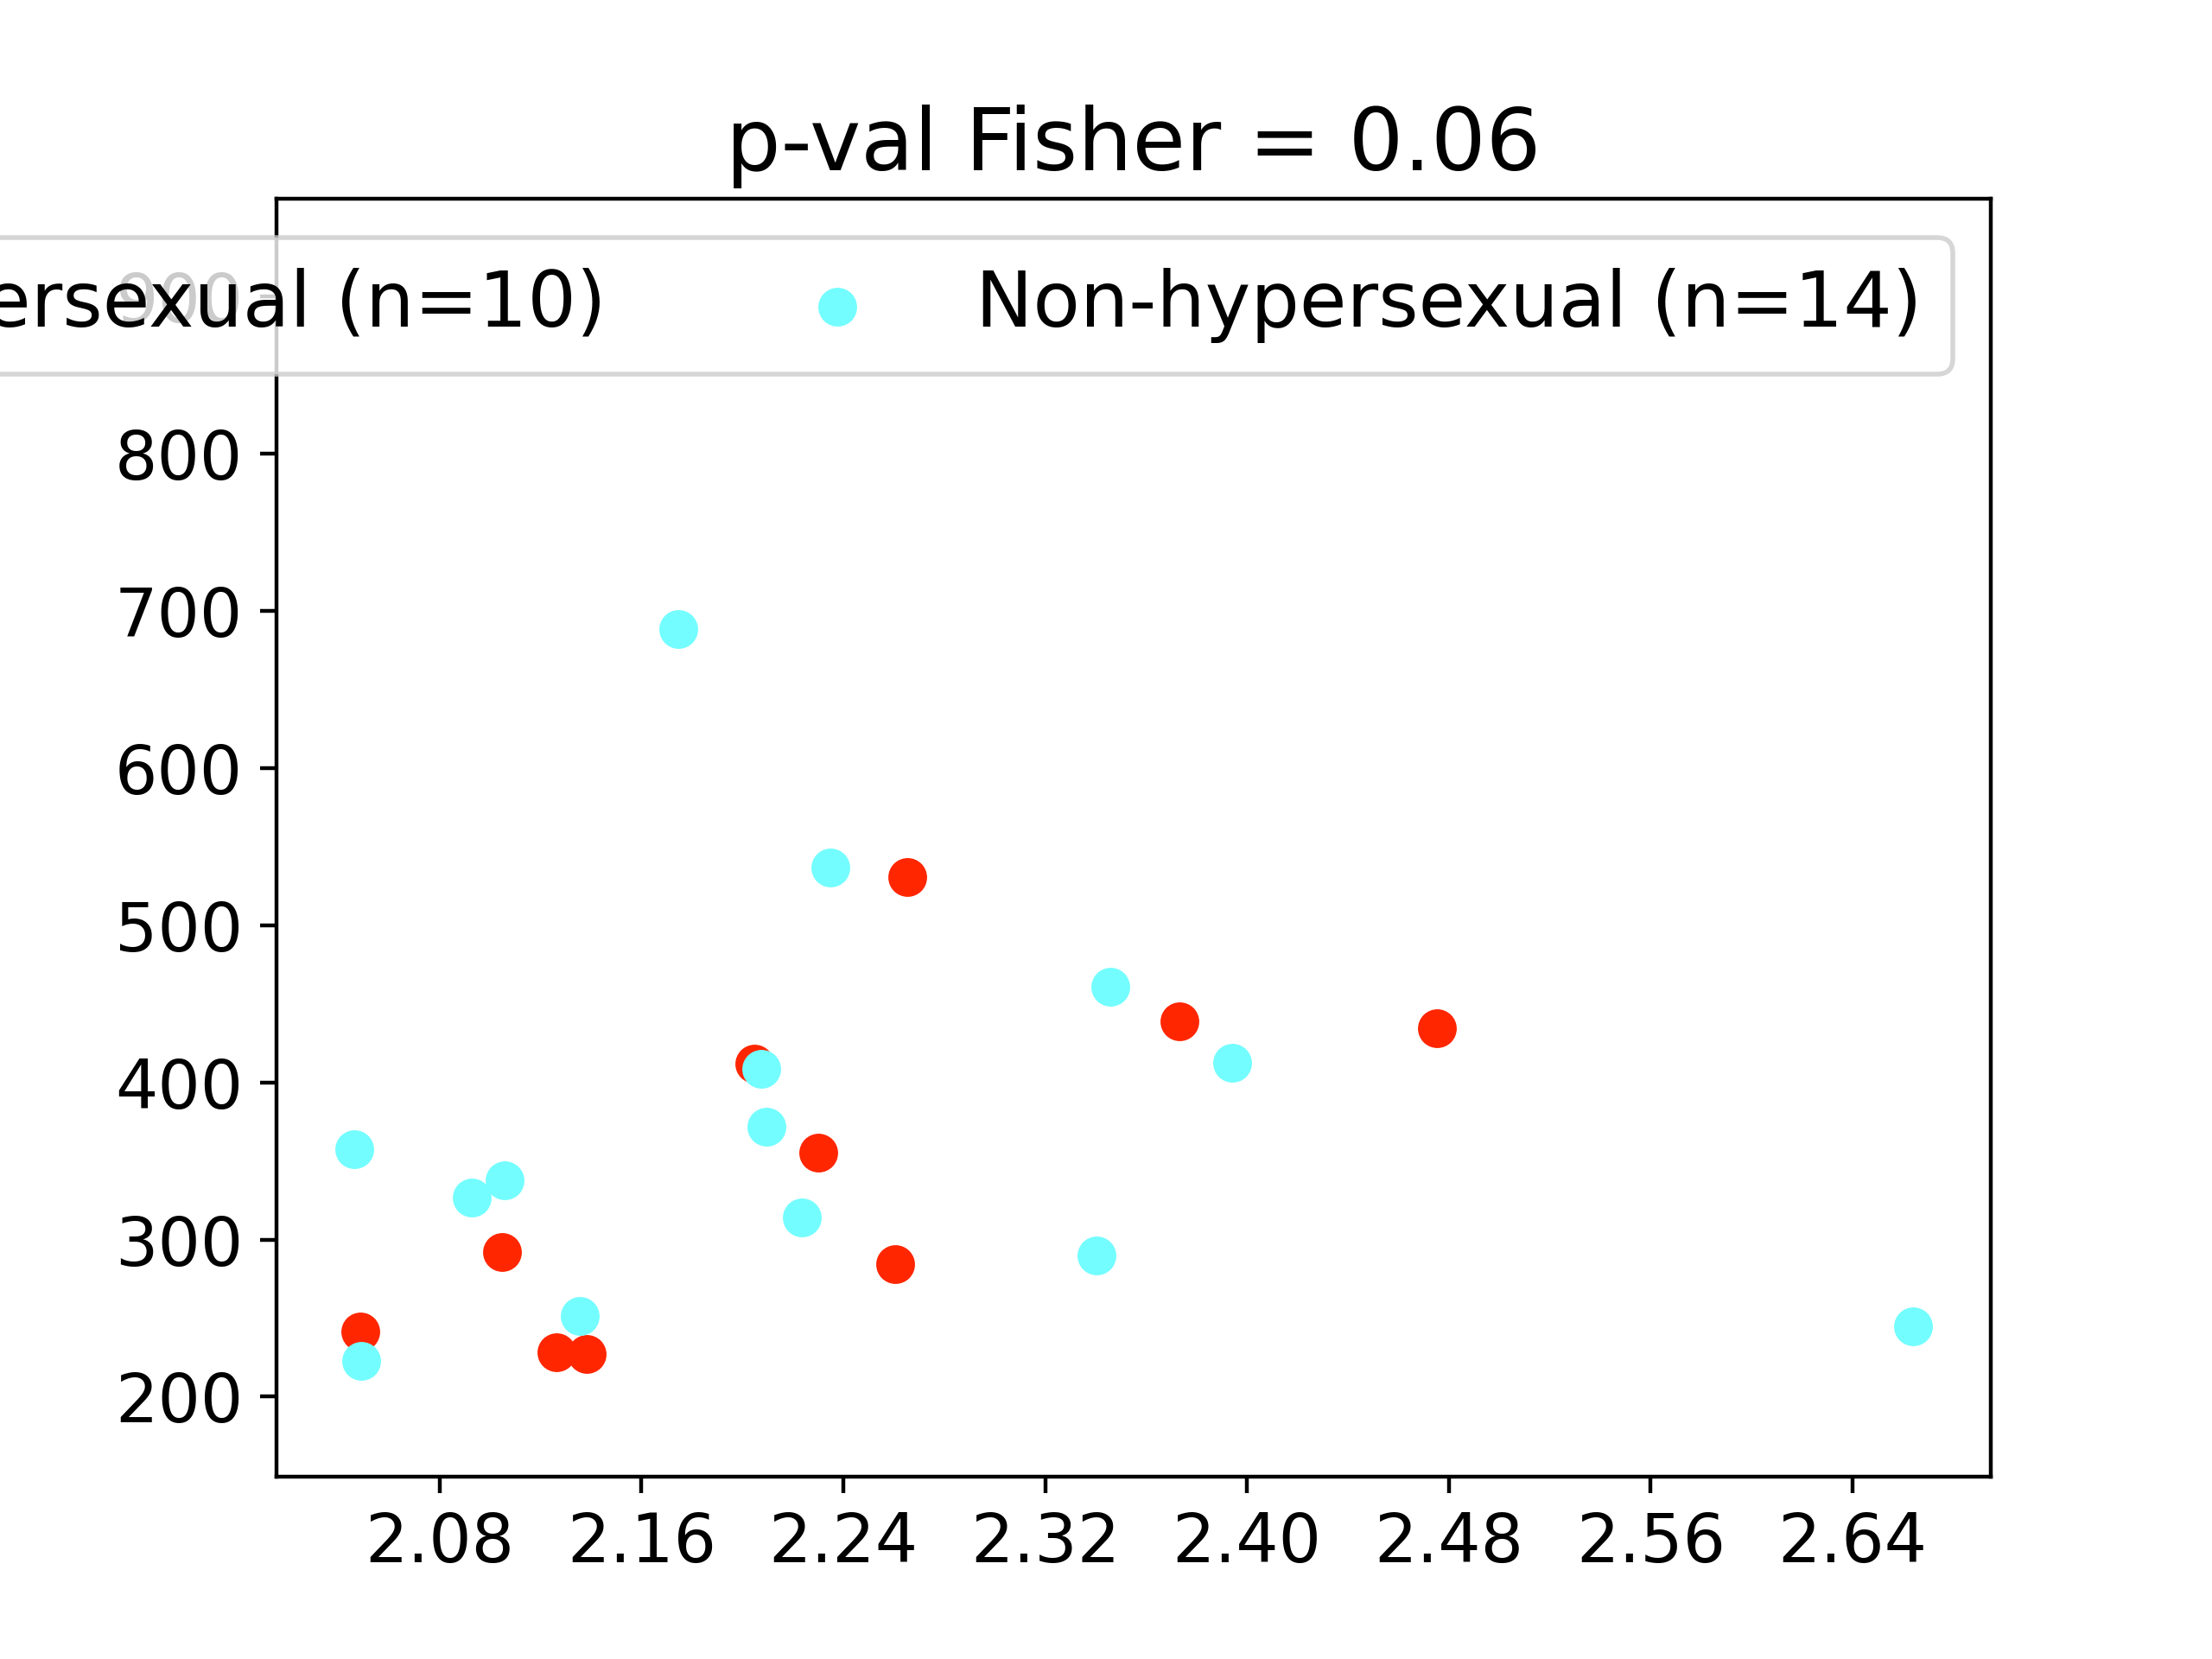 p-val Fisher = 0.06
ersexual (n=10) Non-hypersexual (n=14)
900
800
700
600
500
400
300
200
2.08 2.16 2.24 2.32 2.40 2.48 2.56 2.64